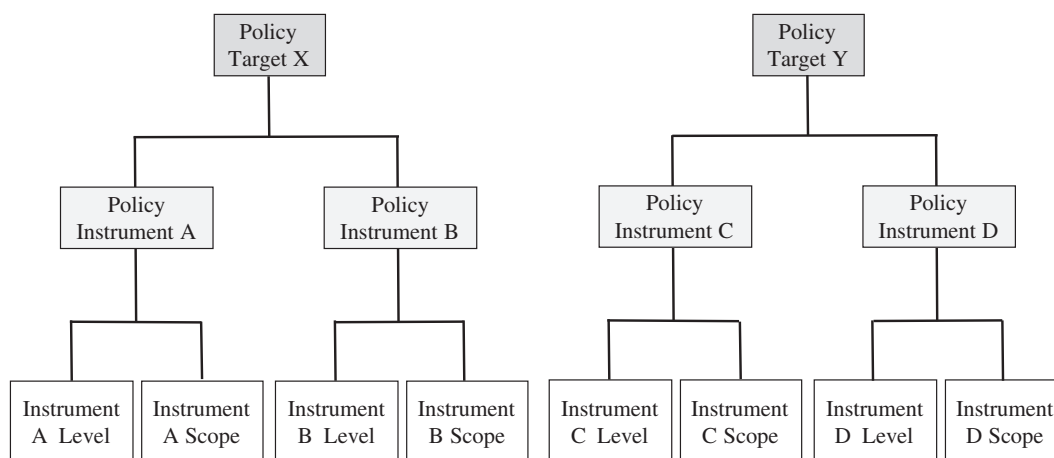 Policy
Target X
Policy
Target Y
Policy
Instrument A
Policy
Instrument B
Policy
Instrument C
Policy
Instrument D
Instrument
A Level
Instrument
A Scope
Instrument
B Level
Instrument
B Scope
Instrument
C Level
Instrument
C Scope
Instrument
D Level
Instrument
D Scope